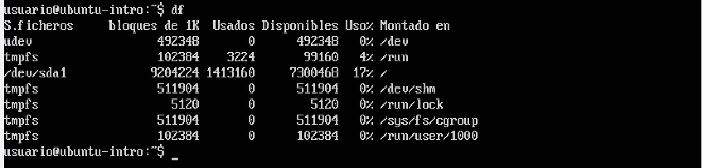 usuario@ubuntu-intro:~$ df
S.ficheros     bloques de 1K  Usados Disponibles Uso% Montado en
udev                  492348       0      492348   0% /dev
tmpfs                 102384    3224       99160   4% /run
/dev/sda1            9204224 1413160     7300468  17% /
tmpfs                 511904       0      511904   0% /dev/shm
tmpfs                   5120       0        5120   0% /run/lock
tmpfs                 511904       0      511904   0% /sys/fs/cgroup
tmpfs                 102384       0      102384   0% /run/user/1000
usuario@ubuntu-intro:~$ _